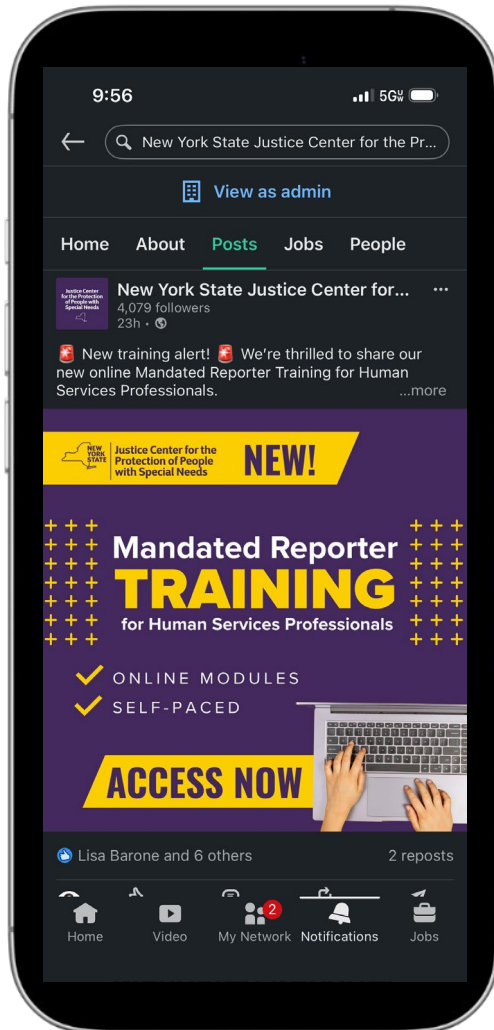 9:56
5G UW
New York State Justice Center for the Pr...
View as admin
Home About Posts Jobs People
Justice Center
for the Protection
of People with
Special Needs
New York State Justice Center for...
4,079 followers
23h •
🚨 New training alert! 🚨 We're thrilled to share our
new online Mandated Reporter Training for Human
Services Professionals. ...more
NEW
YORK
STATE
Justice Center for the
Protection of People
with Special Needs
NEW!
Mandated Reporter
TRAINING
for Human Services Professionals
ONLINE MODULES
SELF-PACED
ACCESS NOW
Lisa Barone and 6 others 2 reposts
2
Home Video My Network Notifications Jobs